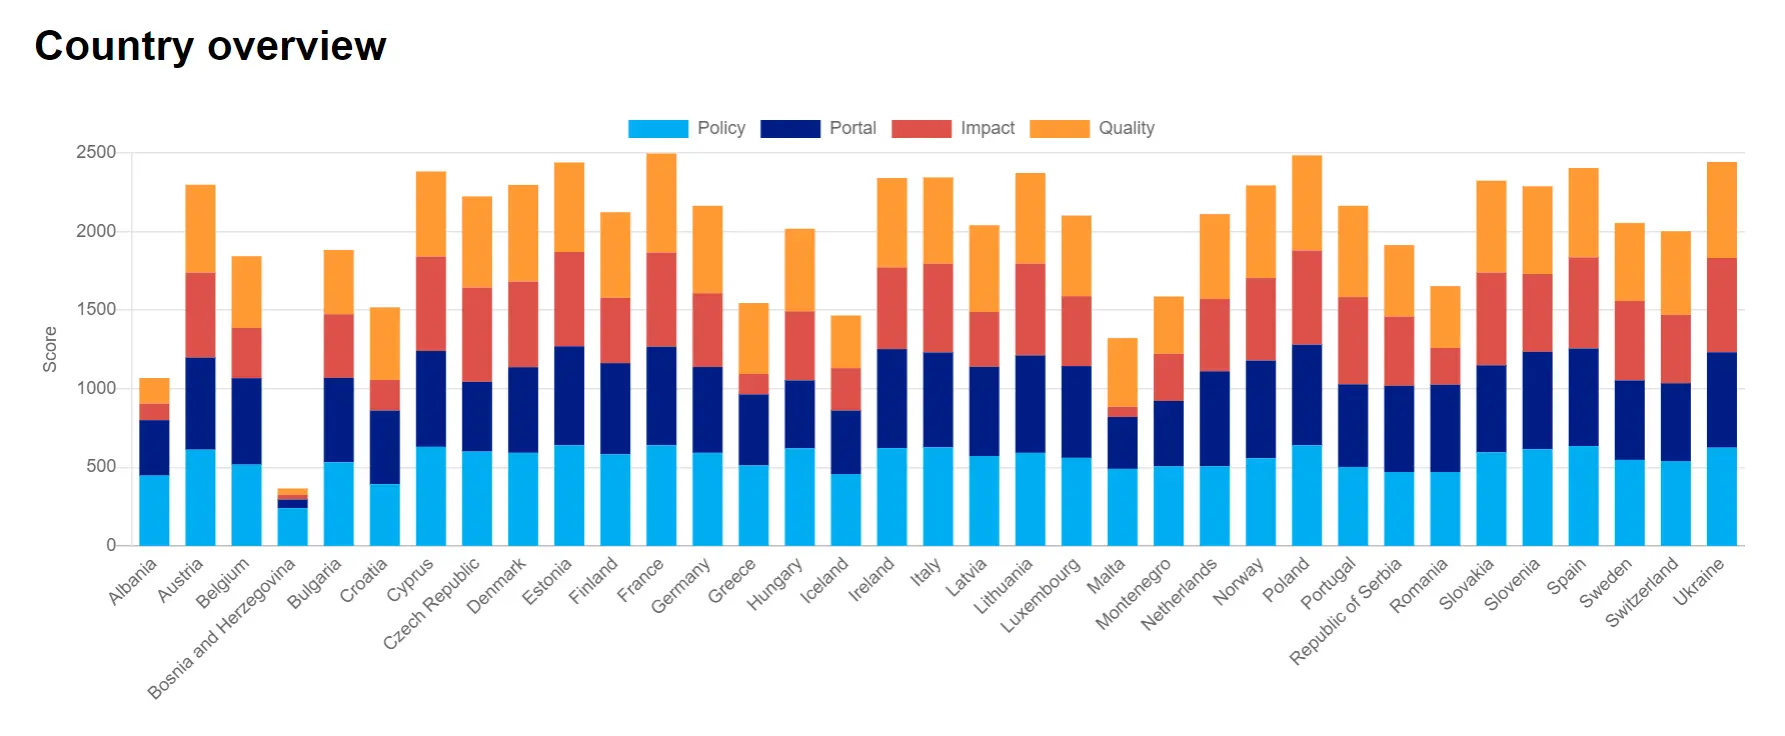 Country overview
Policy Portal Impact Quality
2500
2000
1500
1000
500
0
Score
Albania
Austria
Belgium
Bosnia and Herzegovina
Bulgaria
Croatia
Cyprus
Czech Republic
Denmark
Estonia
Finland
France
Germany
Greece
Hungary
Iceland
Ireland
Italy
Latvia
Lithuania
Luxembourg
Malta
Montenegro
Netherlands
Norway
Poland
Portugal
Republic of Serbia
Romania
Slovakia
Slovenia
Spain
Sweden
Switzerland
Ukraine